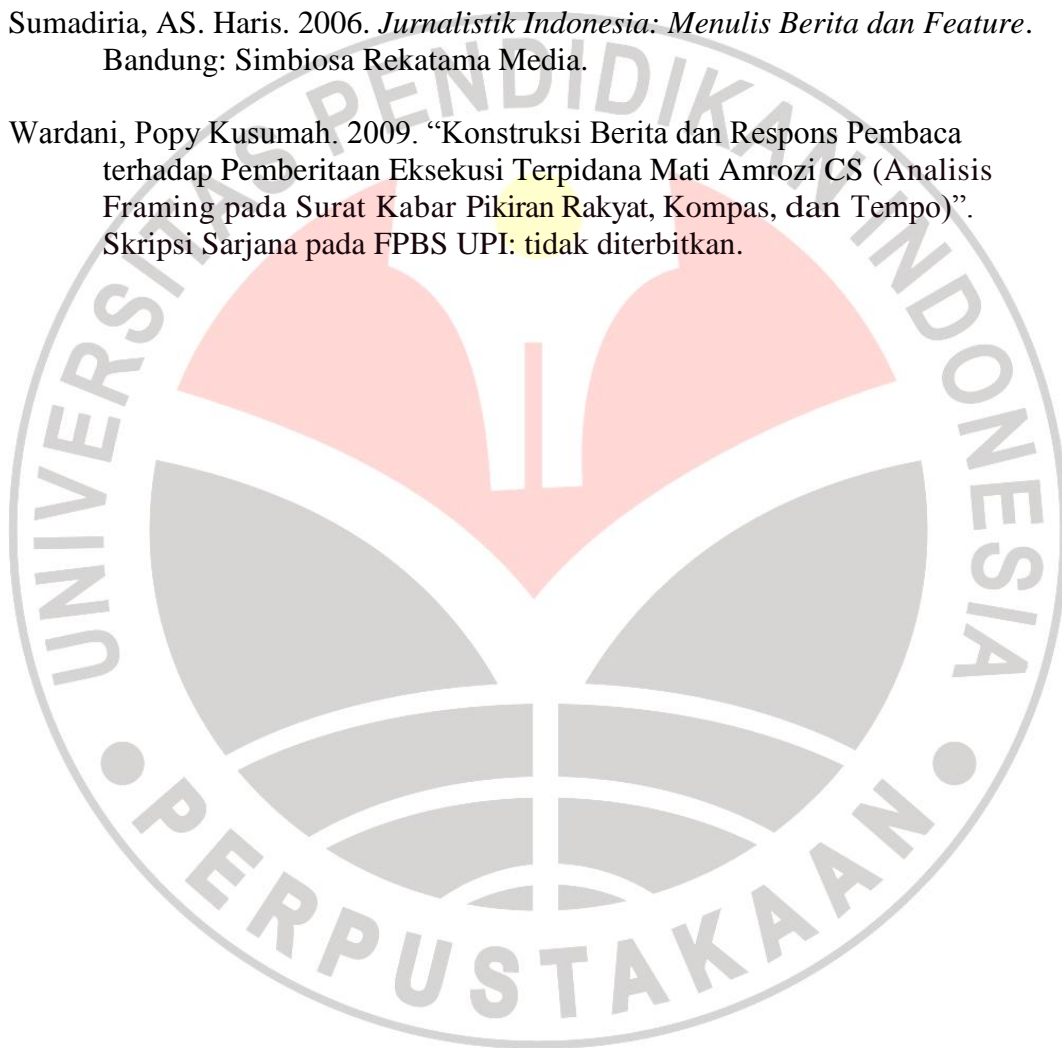 Sumadiria, AS. Haris. 2006. Jurnalistik Indonesia: Menulis Berita dan Feature.
Bandung: Simbiosa Rekatama Media.
Wardani, Popy Kusumah. 2009. “Konstruksi Berita dan Respons Pembaca
terhadap Pemberitaan Eksekusi Terpidana Mati Amrozi CS (Analisis
Framing pada Surat Kabar Pikiran Rakyat, Kompas, dan Tempo)”.
Skripsi Sarjana pada FPBS UPI: tidak diterbitkan.
UNIVERSITAS PENDIDIKAN INDONESIA
PERPUSTAKAAN